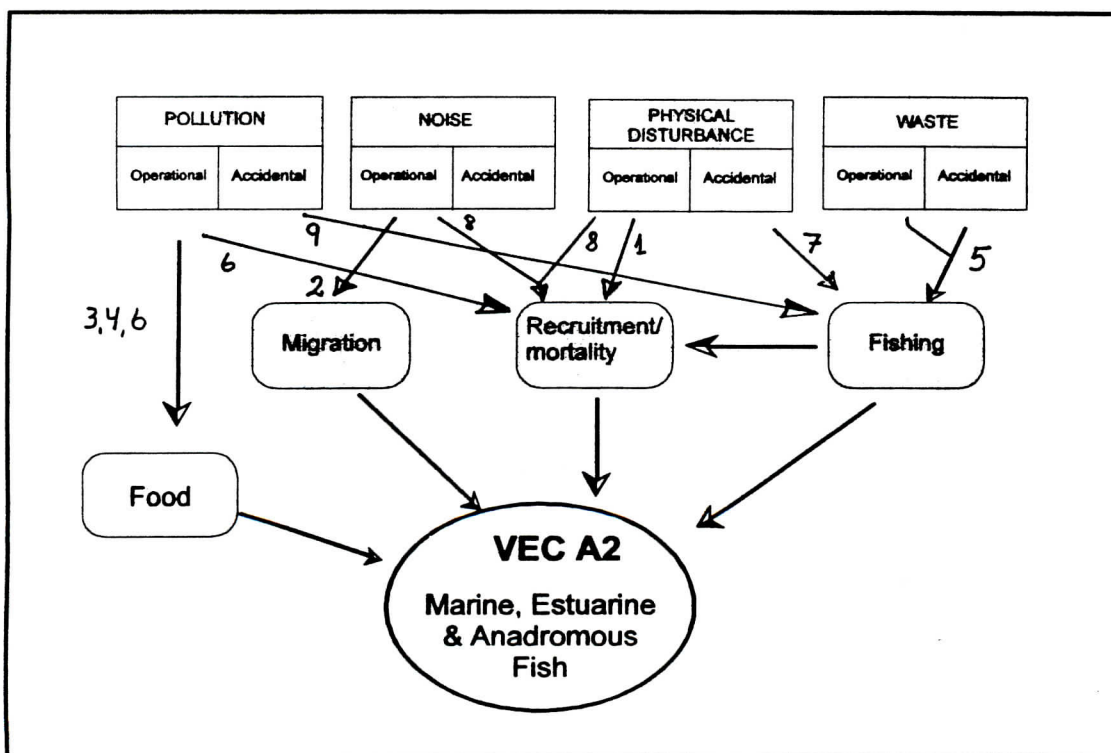 POLLUTION
Operational
Accidental
NOISE
Operational
Accidental
PHYSICAL
DISTURBANCE
Operational
Accidental
WASTE
Operational
Accidental
8
9
8
1
7
5
6
2
3,4,6
Migration
Recruitment/
mortality
Fishing
Food
VEC A2
Marine, Estuarine
& Anadromous
Fish